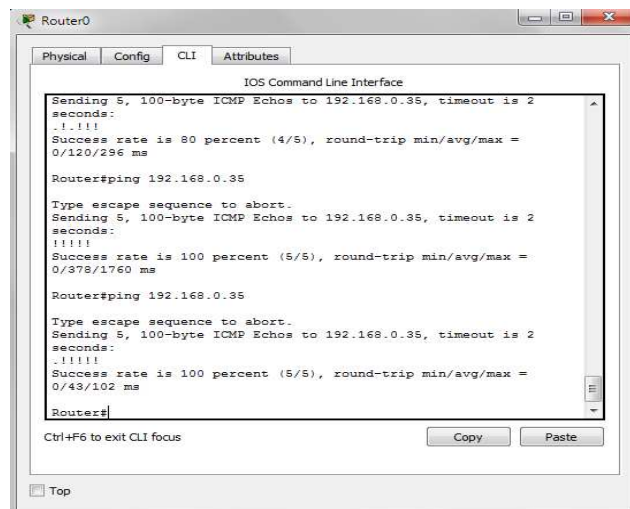 Router0
Physical Config CLI Attributes
IOS Command Line Interface
Sending 5, 100-byte ICMP Echos to 192.168.0.35, timeout is 2
seconds:
.!.!!!
Success rate is 80 percent (4/5), round-trip min/avg/max =
0/120/296 ms
Router#ping 192.168.0.35
Type escape sequence to abort.
Sending 5, 100-byte ICMP Echos to 192.168.0.35, timeout is 2
seconds:
!!!!!
Success rate is 100 percent (5/5), round-trip min/avg/max =
0/378/1760 ms
Router#ping 192.168.0.35
Type escape sequence to abort.
Sending 5, 100-byte ICMP Echos to 192.168.0.35, timeout is 2
seconds:
.!!!!!
Success rate is 100 percent (5/5), round-trip min/avg/max =
0/43/102 ms
Router#
Ctrl+F6 to exit CLI focus
Copy Paste
Top